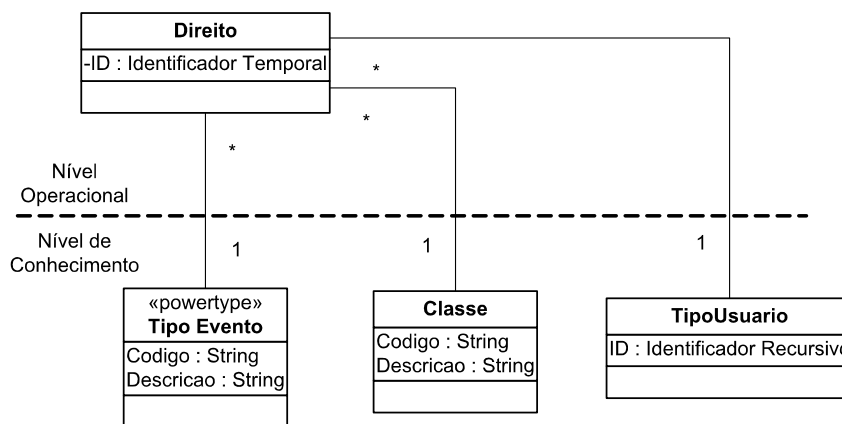 Direito
-ID : Identificador Temporal
*
*
*
Nível
Operacional
Nível de
Conhecimento
1
1
1
«powertype»
Tipo Evento
Codigo : String
Descricao : String
Classe
Codigo : String
Descricao : String
TipoUsuario
ID : Identificador Recursivo